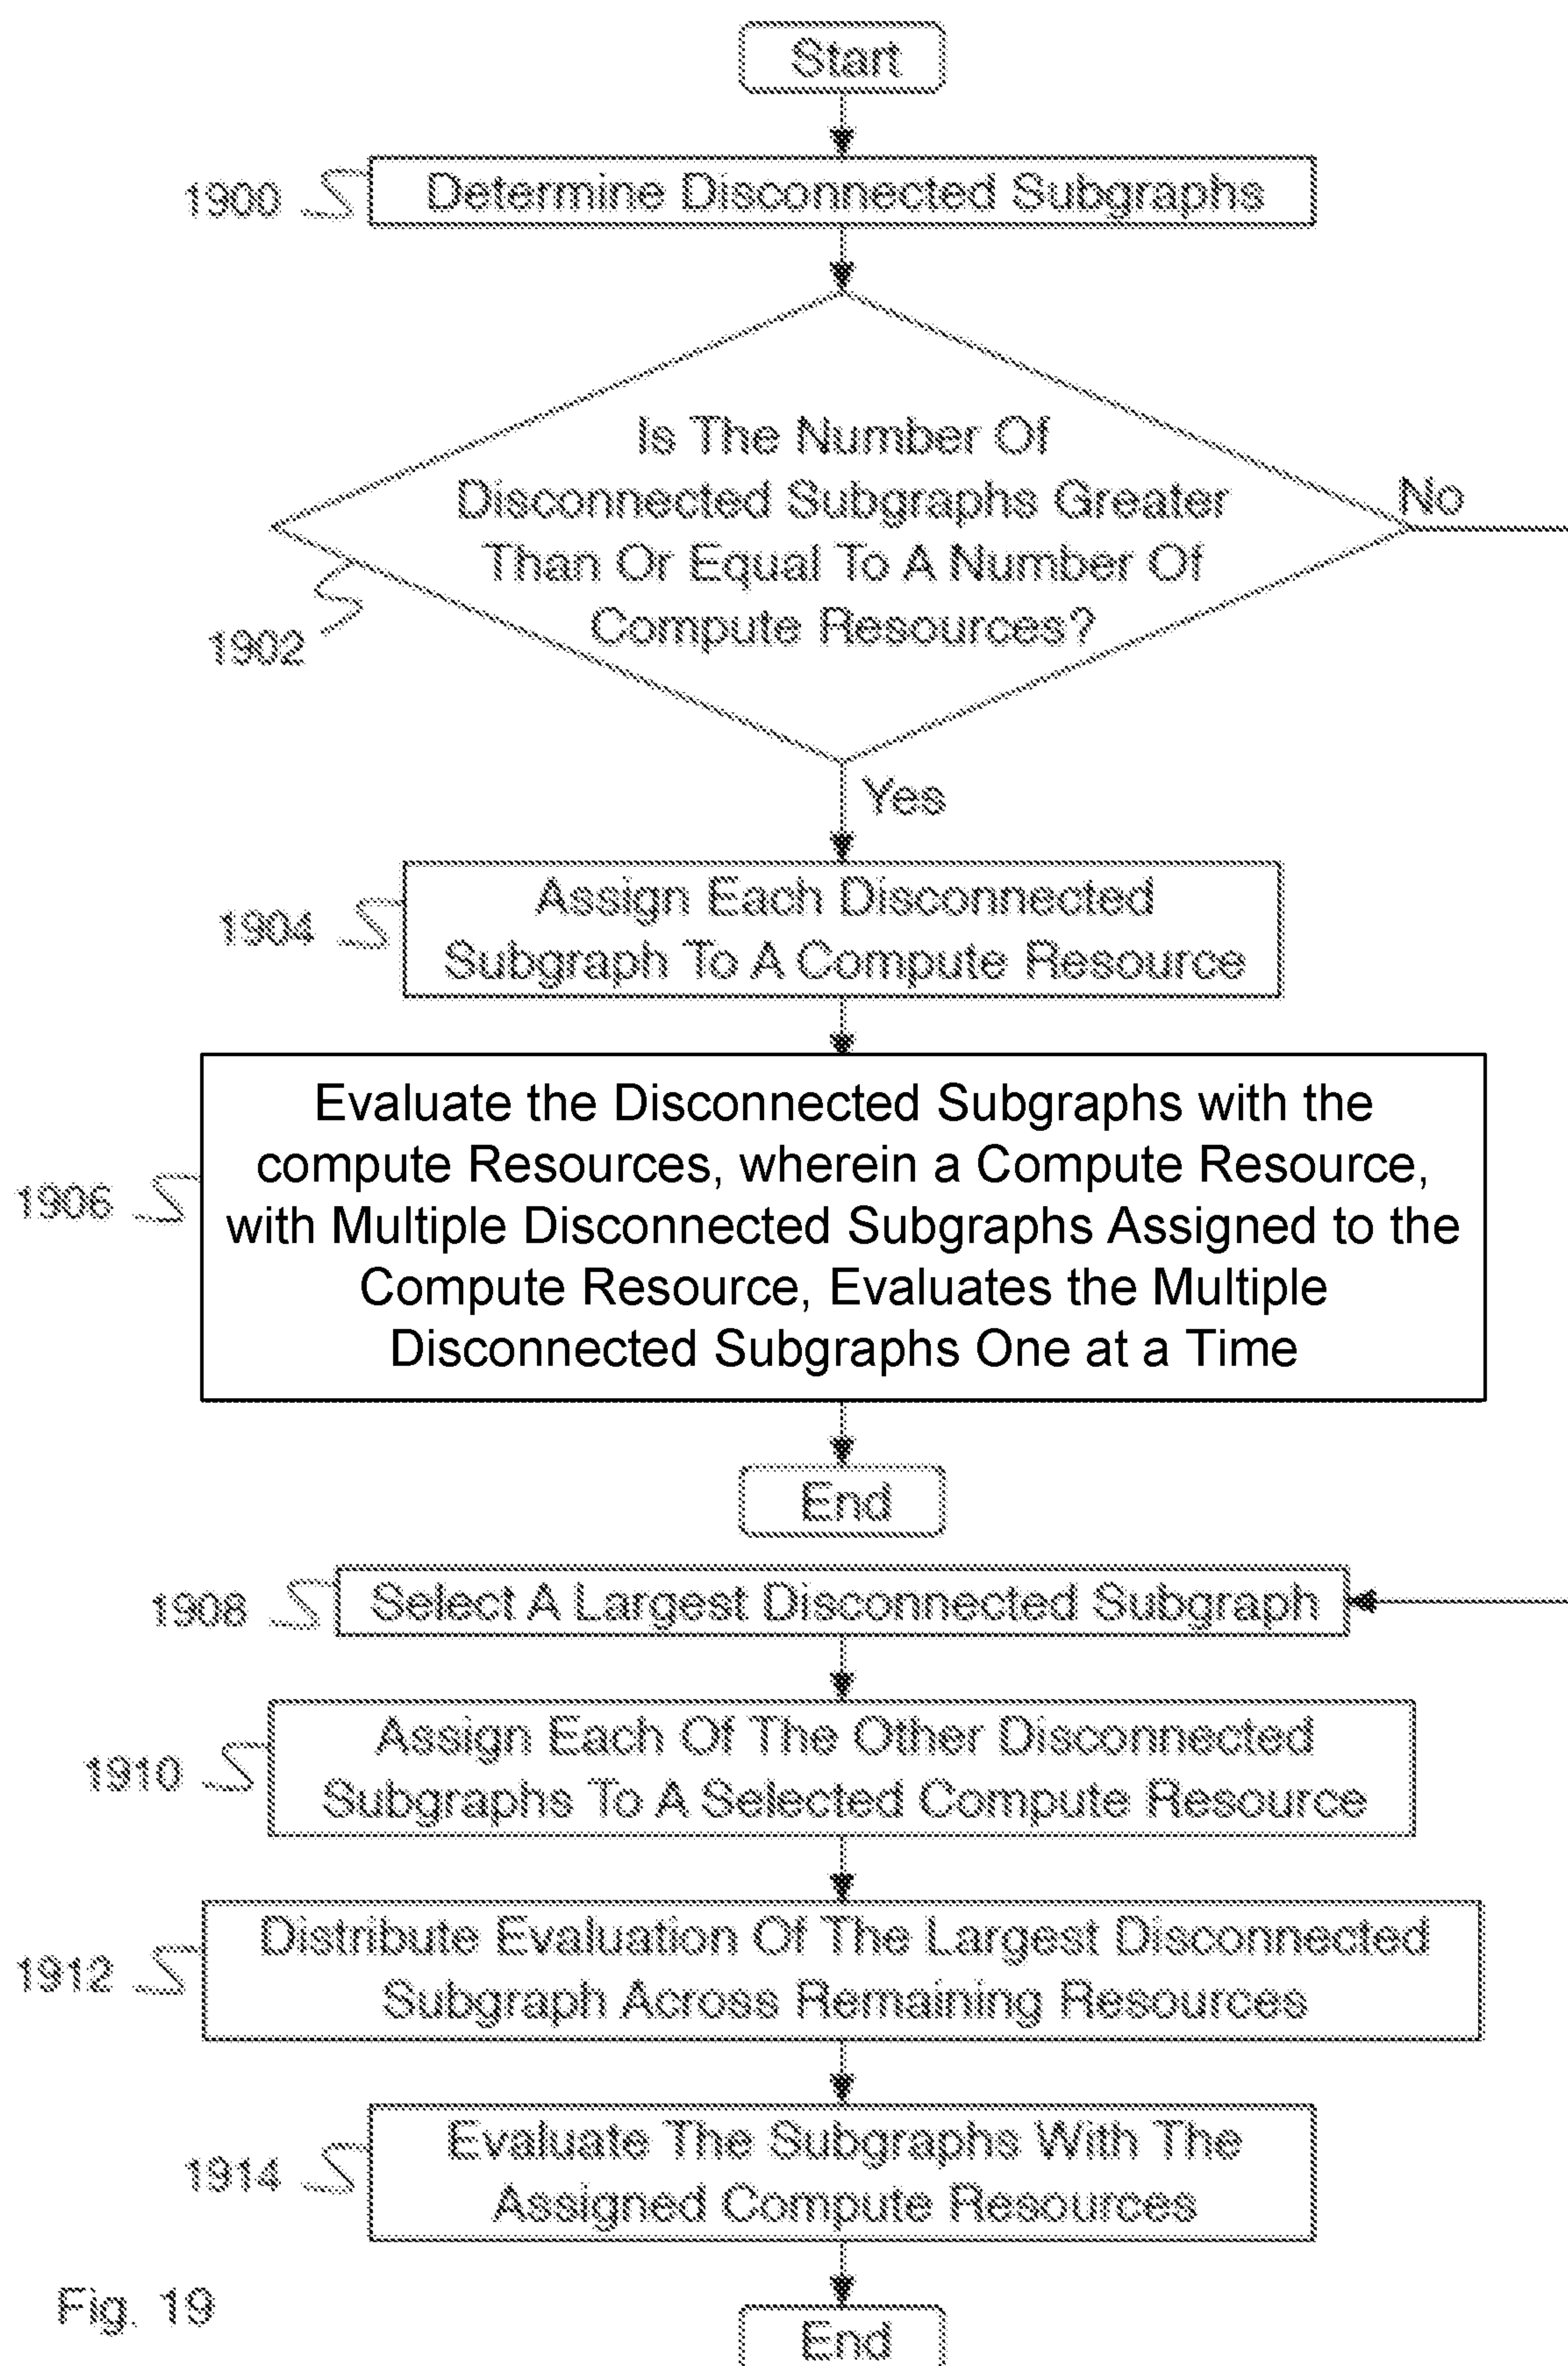 Start
1900
Determine Disconnected Subgraphs
Is The Number Of
Disconnected Subgraphs Greater
Than Or Equal To A Number Of
Compute Resources?
No
1902
Yes
1904
Assign Each Disconnected
Subgraph To A Compute Resource
1906
Evaluate the Disconnected Subgraphs with the
compute Resources, wherein a Compute Resource,
with Multiple Disconnected Subgraphs Assigned to the
Compute Resource, Evaluates the Multiple
Disconnected Subgraphs One at a Time
End
1908
Select A Largest Disconnected Subgraph
1910
Assign Each Of The Other Disconnected
Subgraphs To A Selected Compute Resource
1912
Distribute Evaluation Of The Largest Disconnected
Subgraph Across Remaining Resources
1914
Evaluate The Subgraphs With The
Assigned Compute Resources
Fig. 19
End